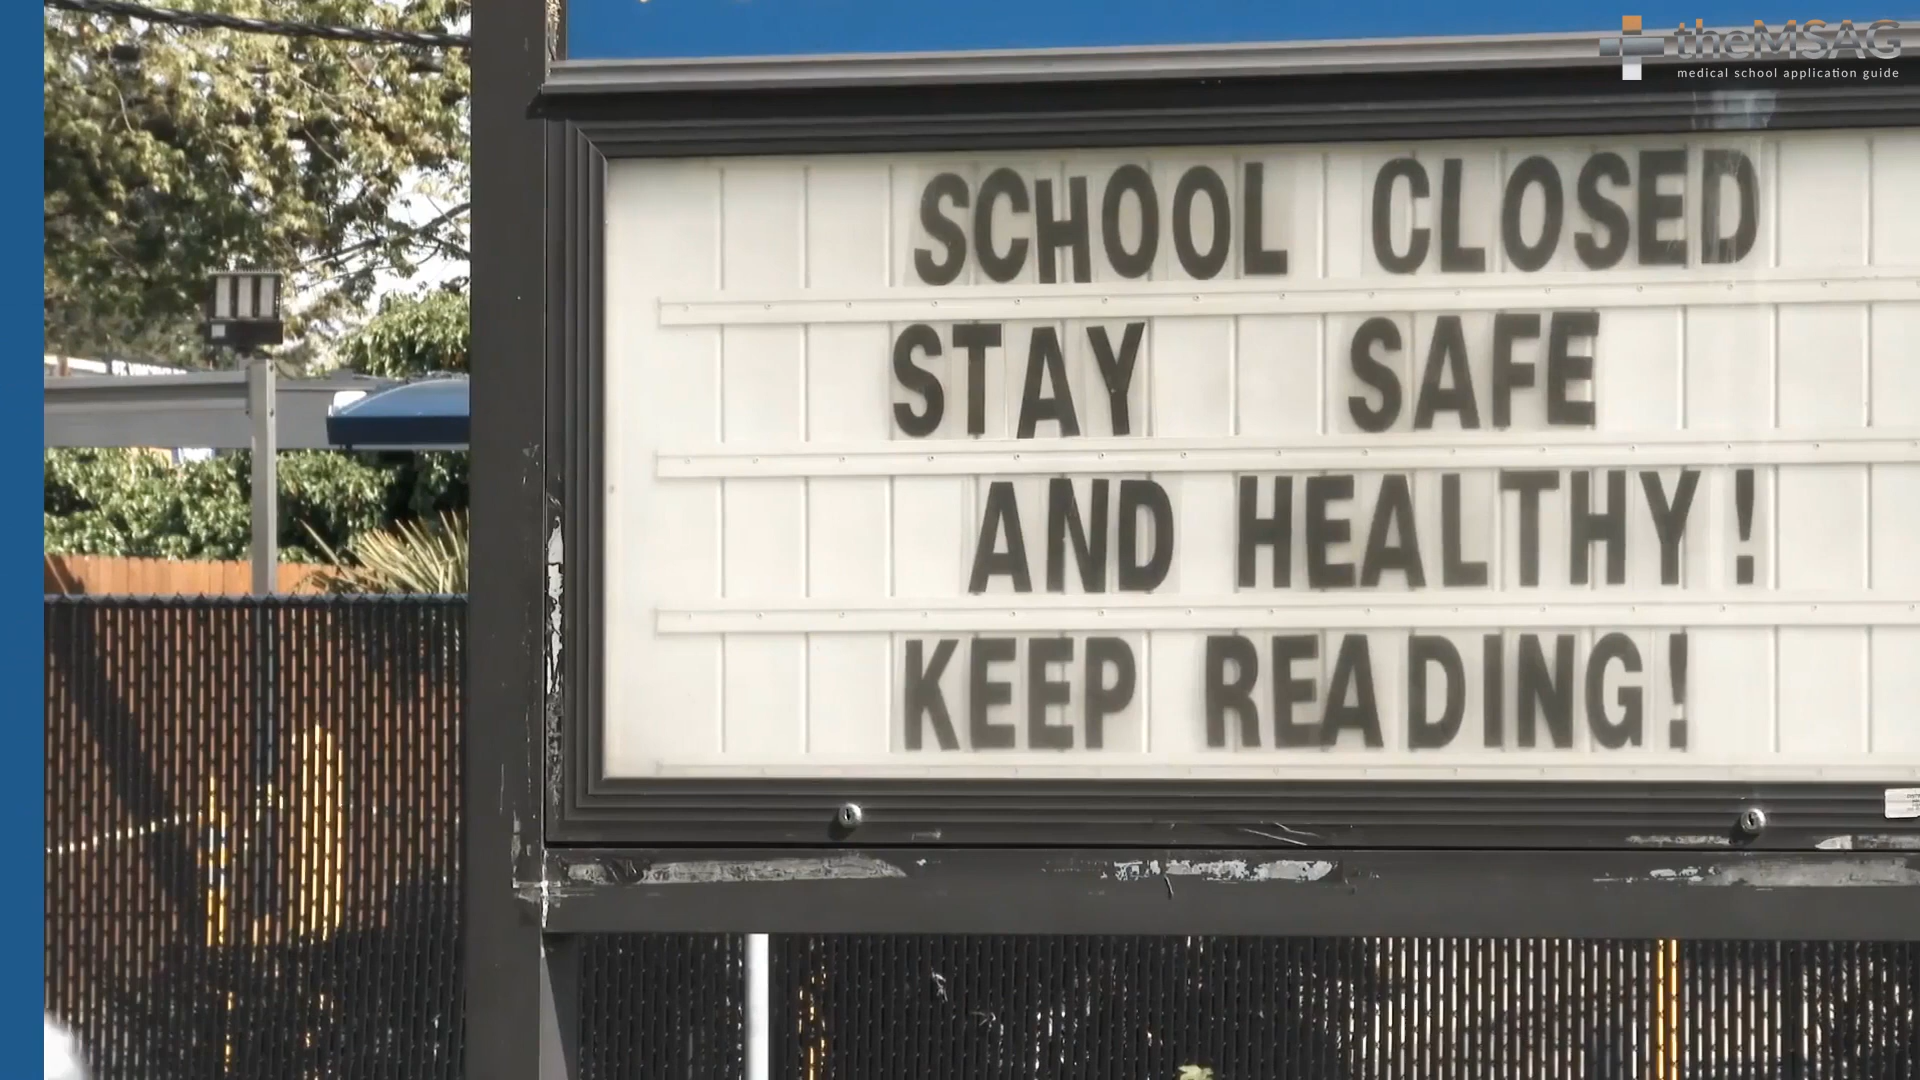 theMSAG
medical school application guide
SCHOOL CLOSED
STAY SAFE
AND HEALTHY!
KEEP READING!